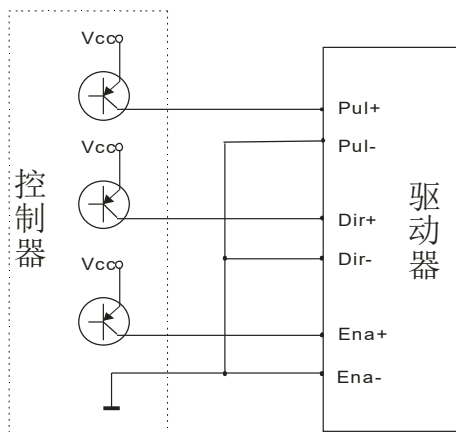 Vcc
Pul+
Pul-
Vcc
控制器
Dir+
驱动器
Dir-
Vcc
Ena+
Ena-